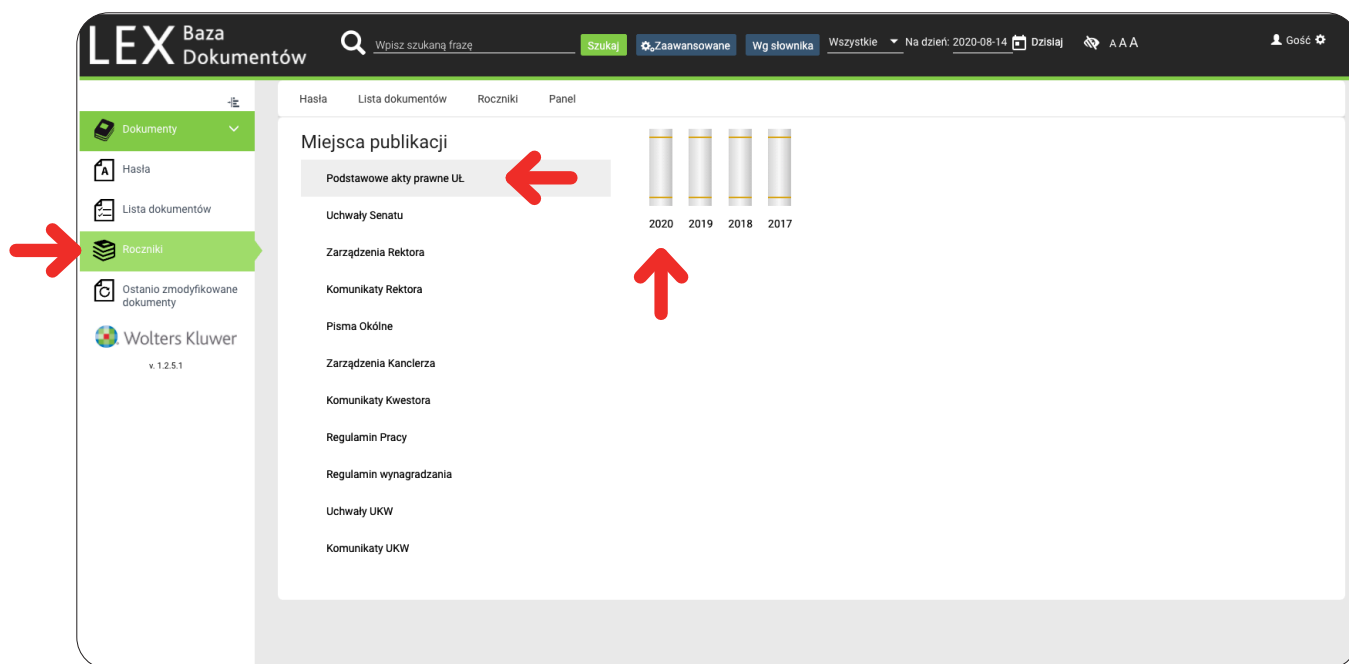 LEX Baza Dokumentów
Wpisz szukaną frazę Szukaj Zaawansowane Wg słownika Wszystkie Na dzień: 2020-08-14 Dzisiaj A A A Gość
Hasła Lista dokumentów Roczniki Panel
Dokumenty
A Hasła
Lista dokumentów
Roczniki
Ostanio zmodyfikowane
dokumenty
Wolters Kluwer
v. 1.2.5.1
Miejsca publikacji
Podstawowe akty prawne UŁ
Uchwały Senatu
Zarządzenia Rektora
Komunikaty Rektora
Pisma Okólne
Zarządzenia Kanclerza
Komunikaty Kwestora
Regulamin Pracy
Regulamin wynagradzania
Uchwały UKW
Komunikaty UKW
2020 2019 2018 2017